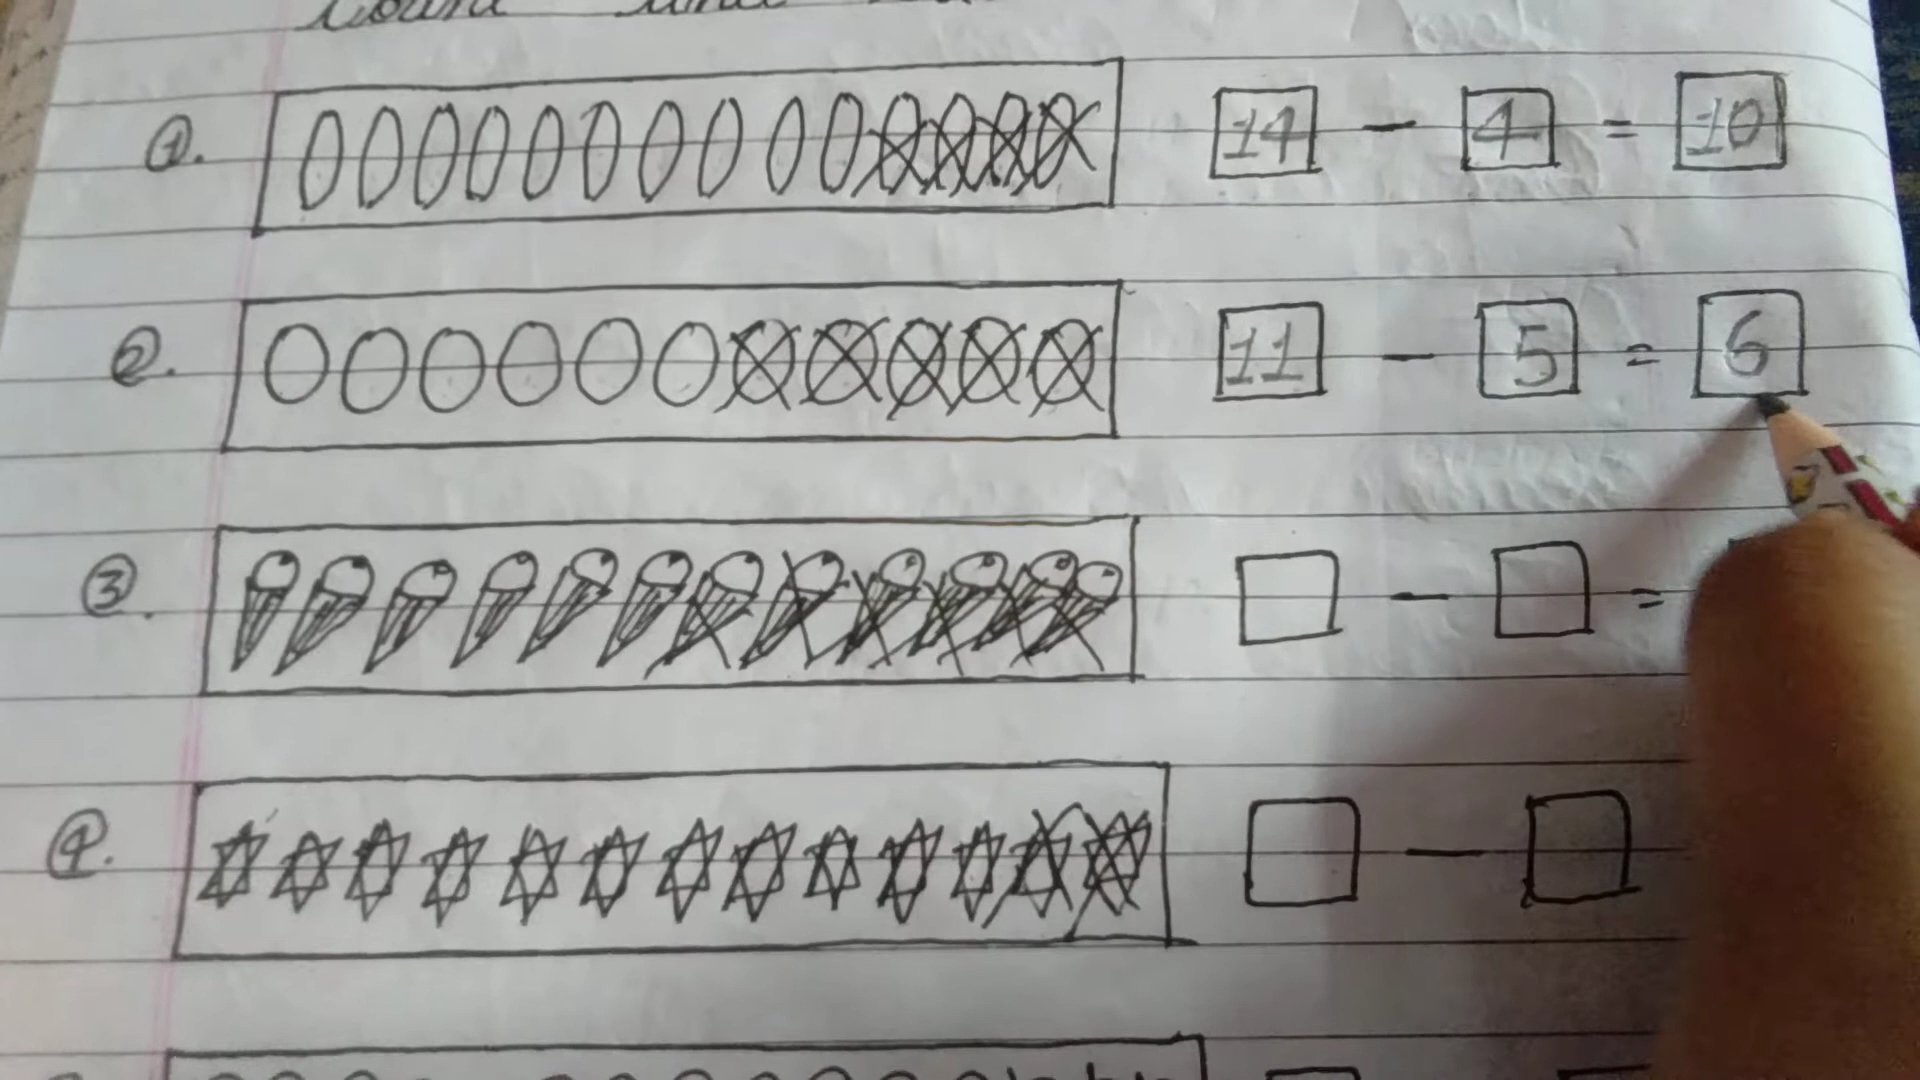 1. 14 - 4 = 10
2. 11 - 5 = 6
3. - =
4. -